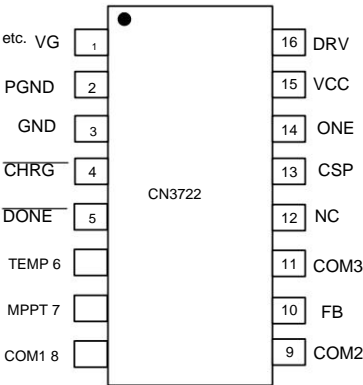 etc. VG 1 16 DRV
PGND 2 15 VCC
GND 3 14 ONE
CHRG 4 13 CSP
CN3722
DONE 5 12 NC
TEMP 6 11 COM3
MPPT 7 10 FB
COM1 8 9 COM2